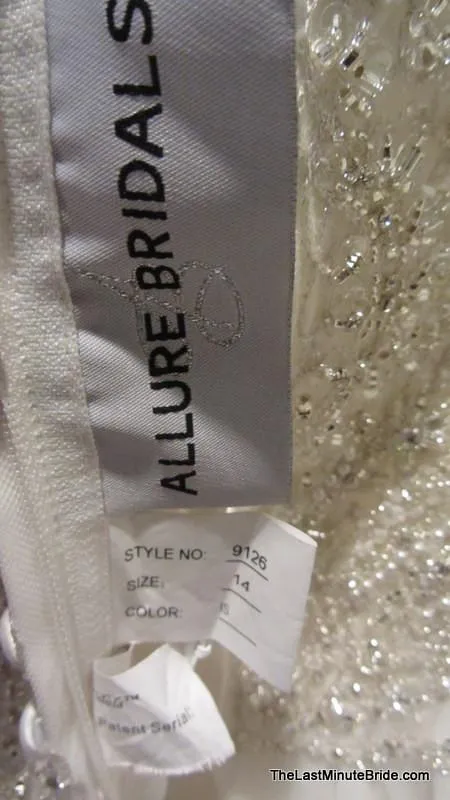 ALLURE BRIDALS
STYLE NO: 9126
SIZE: 14
COLOR:
Patent Serial
TheLastMinuteBride.com